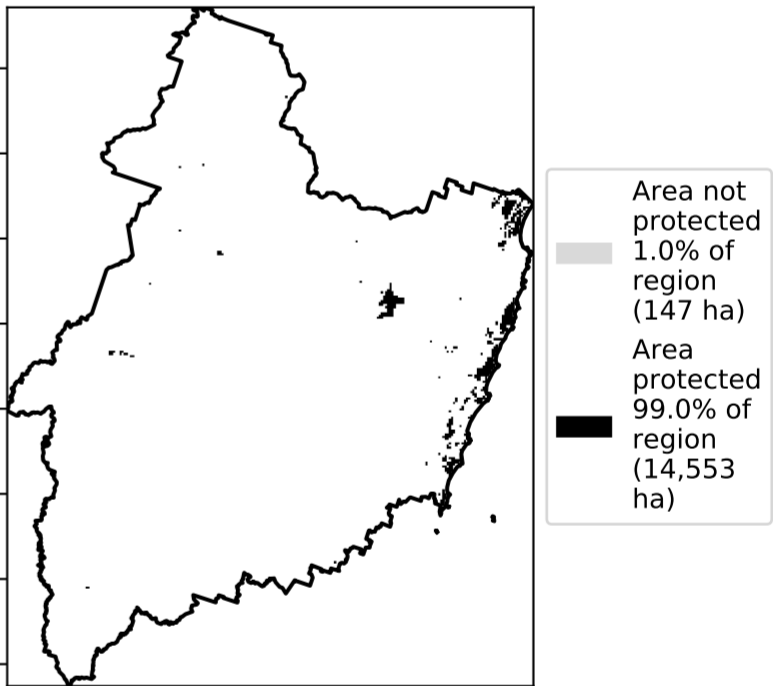 Area not
protected
1.0% of
region
(147 ha)
Area
protected
99.0% of
region
(14,553
ha)